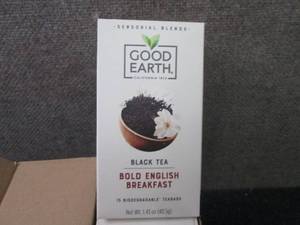 ·SENSORIAL BLENDS·
GOOD
EARTH®
CALIFORNIA 1972
BLACK TEA
BOLD ENGLISH
BREAKFAST
15 BIODEGRADABLE* TEABAGS
Net Wt. 1.43 oz (40.5g)